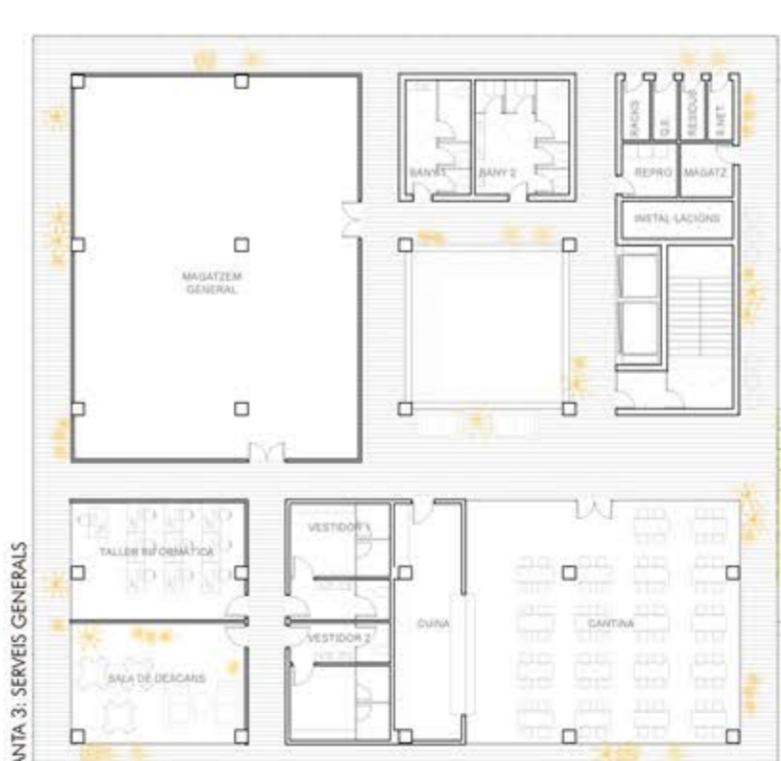 ANTA 3: SERVEIS GENERALS
RACKS
Q.E.
RESIDUS
R.NET.
BANY 1
BANY 2
REPRO
MAGATZ.
INSTAL·LACIONS
MAGATZEM
GENERAL
VESTIDOR 1
TALLER INFORMÀTICA
CUINA
CANTINA
VESTIDOR 2
SALA DE DEACANS